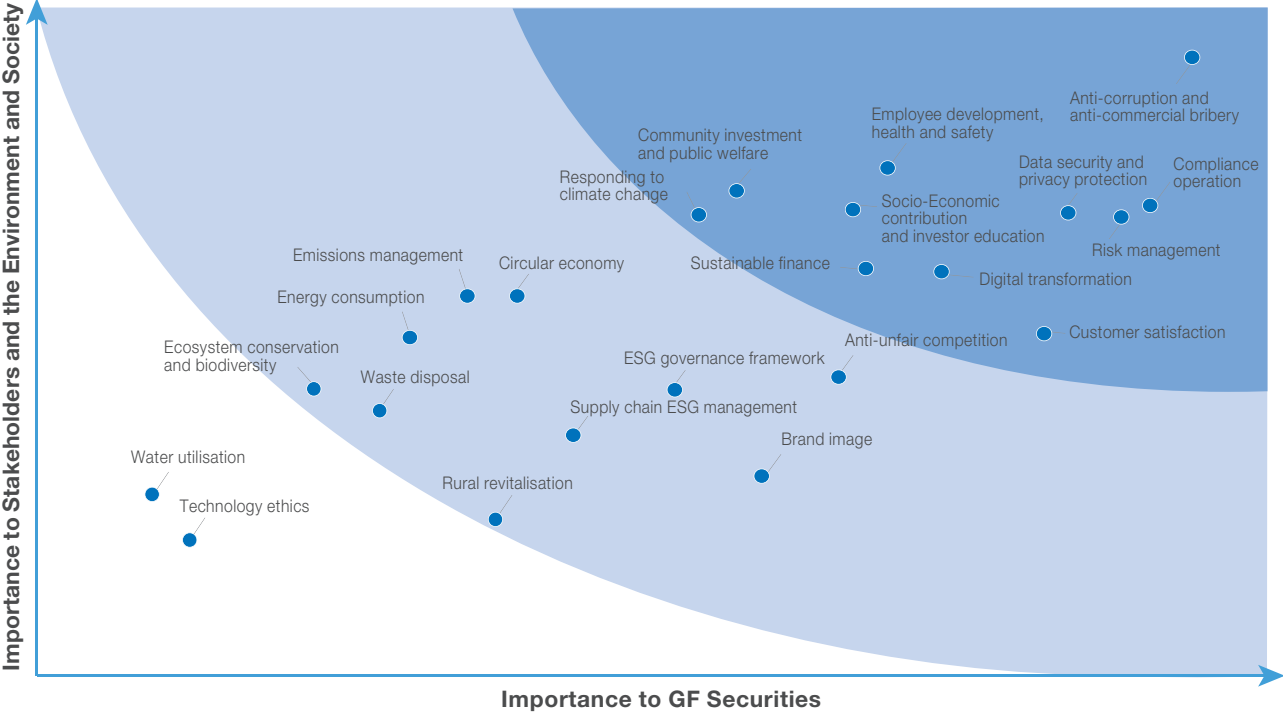 Importance to Stakeholders and the Environment and Society
Anti-corruption and
anti-commercial bribery
Employee development,
health and safety
Community investment
and public welfare
Data security and
privacy protection
Compliance
operation
Responding to
climate change
Socio-Economic
contribution
and investor education
Risk management
Emissions management
Circular economy
Sustainable finance
Digital transformation
Energy consumption
Customer satisfaction
Anti-unfair competition
Ecosystem conservation
and biodiversity
ESG governance framework
Waste disposal
Supply chain ESG management
Brand image
Water utilisation
Rural revitalisation
Technology ethics
Importance to GF Securities